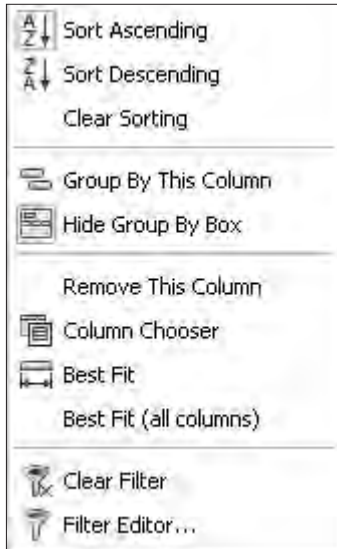 Sort Ascending
Sort Descending
Clear Sorting
Group By This Column
Hide Group By Box
Remove This Column
Column Chooser
Best Fit
Best Fit (all columns)
Clear Filter
Filter Editor...